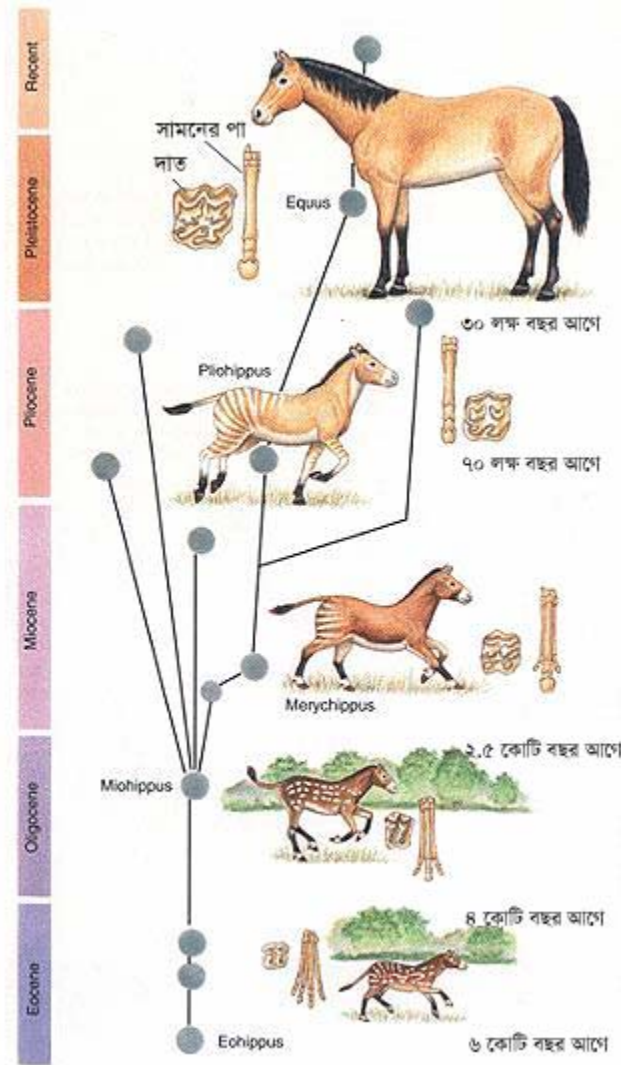 Recent
সামনের পা
দাত
Pleistocene
Equus
৩০ লক্ষ বছর আগে
Pliohippus
Pliocene
৭০ লক্ষ বছর আগে
Miocene
Merychippus
২.৫ কোটি বছর আগে
Miohippus
Oligocene
৪ কোটি বছর আগে
Eocene
Eohippus
৬ কোটি বছর আগে